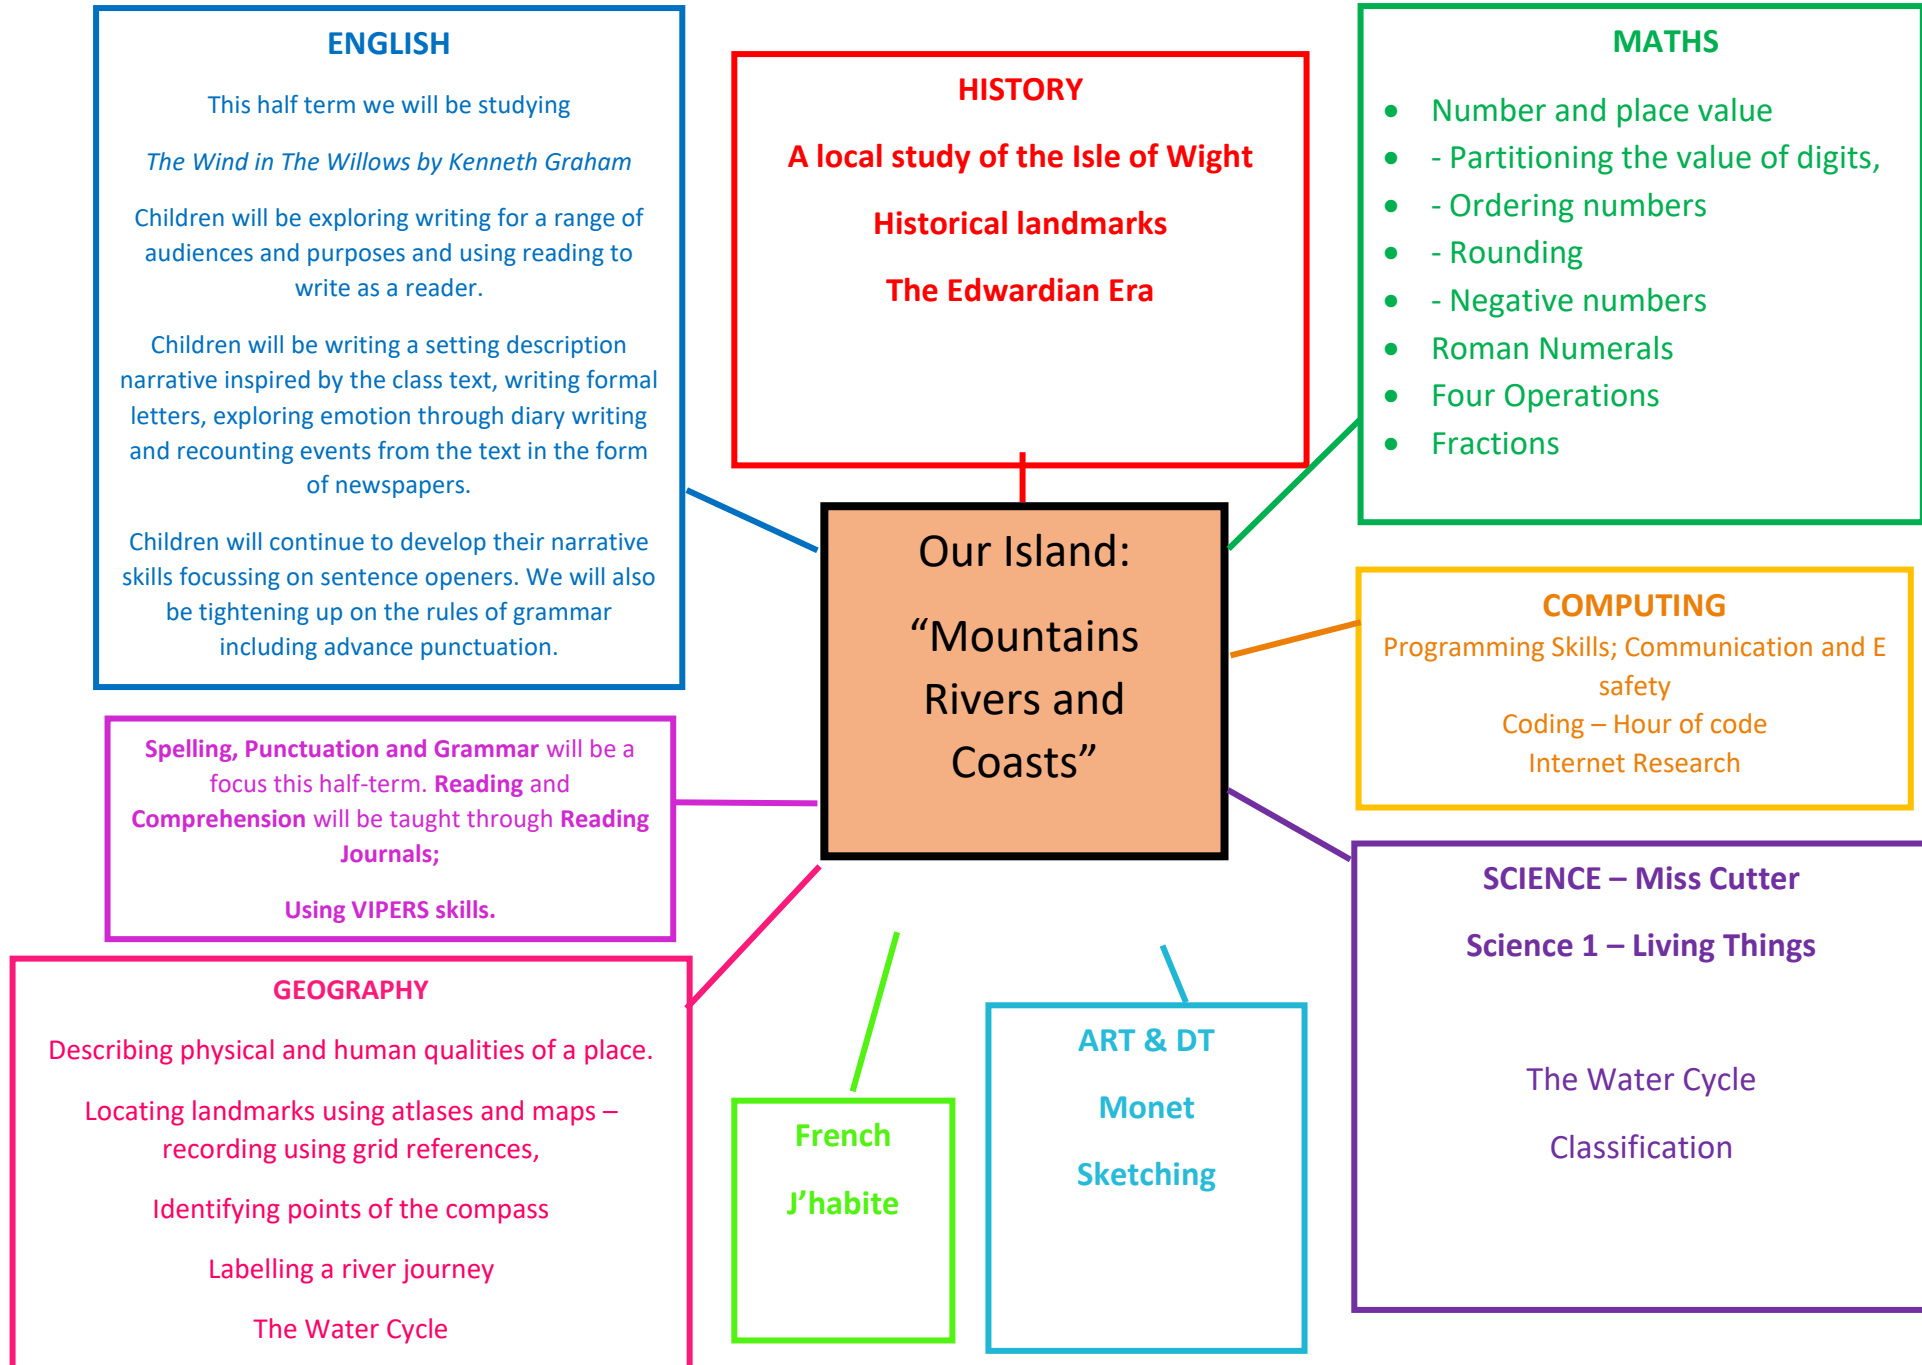 ENGLISH
This half term we will be studying
The Wind in The Willows by Kenneth Graham
Children will be exploring writing for a range of
audiences and purposes and using reading to
write as a reader.
Children will be writing a setting description
narrative inspired by the class text, writing formal
letters, exploring emotion through diary writing
and recounting events from the text in the form
of newspapers.
Children will continue to develop their narrative
skills focussing on sentence openers. We will also
be tightening up on the rules of grammar
including advance punctuation.
HISTORY
A local study of the Isle of Wight
Historical landmarks
The Edwardian Era
MATHS
• Number and place value
• - Partitioning the value of digits,
• - Ordering numbers
• - Rounding
• - Negative numbers
• Roman Numerals
• Four Operations
• Fractions
Our Island:
“Mountains
Rivers and
Coasts”
COMPUTING
Programming Skills; Communication and E
safety
Coding – Hour of code
Internet Research
Spelling, Punctuation and Grammar will be a
focus this half-term. Reading and
Comprehension will be taught through Reading
Journals;
Using VIPERS skills.
SCIENCE – Miss Cutter
Science 1 – Living Things
The Water Cycle
Classification
GEOGRAPHY
Describing physical and human qualities of a place.
Locating landmarks using atlases and maps –
recording using grid references,
Identifying points of the compass
Labelling a river journey
The Water Cycle
French
J’habite
ART & DT
Monet
Sketching